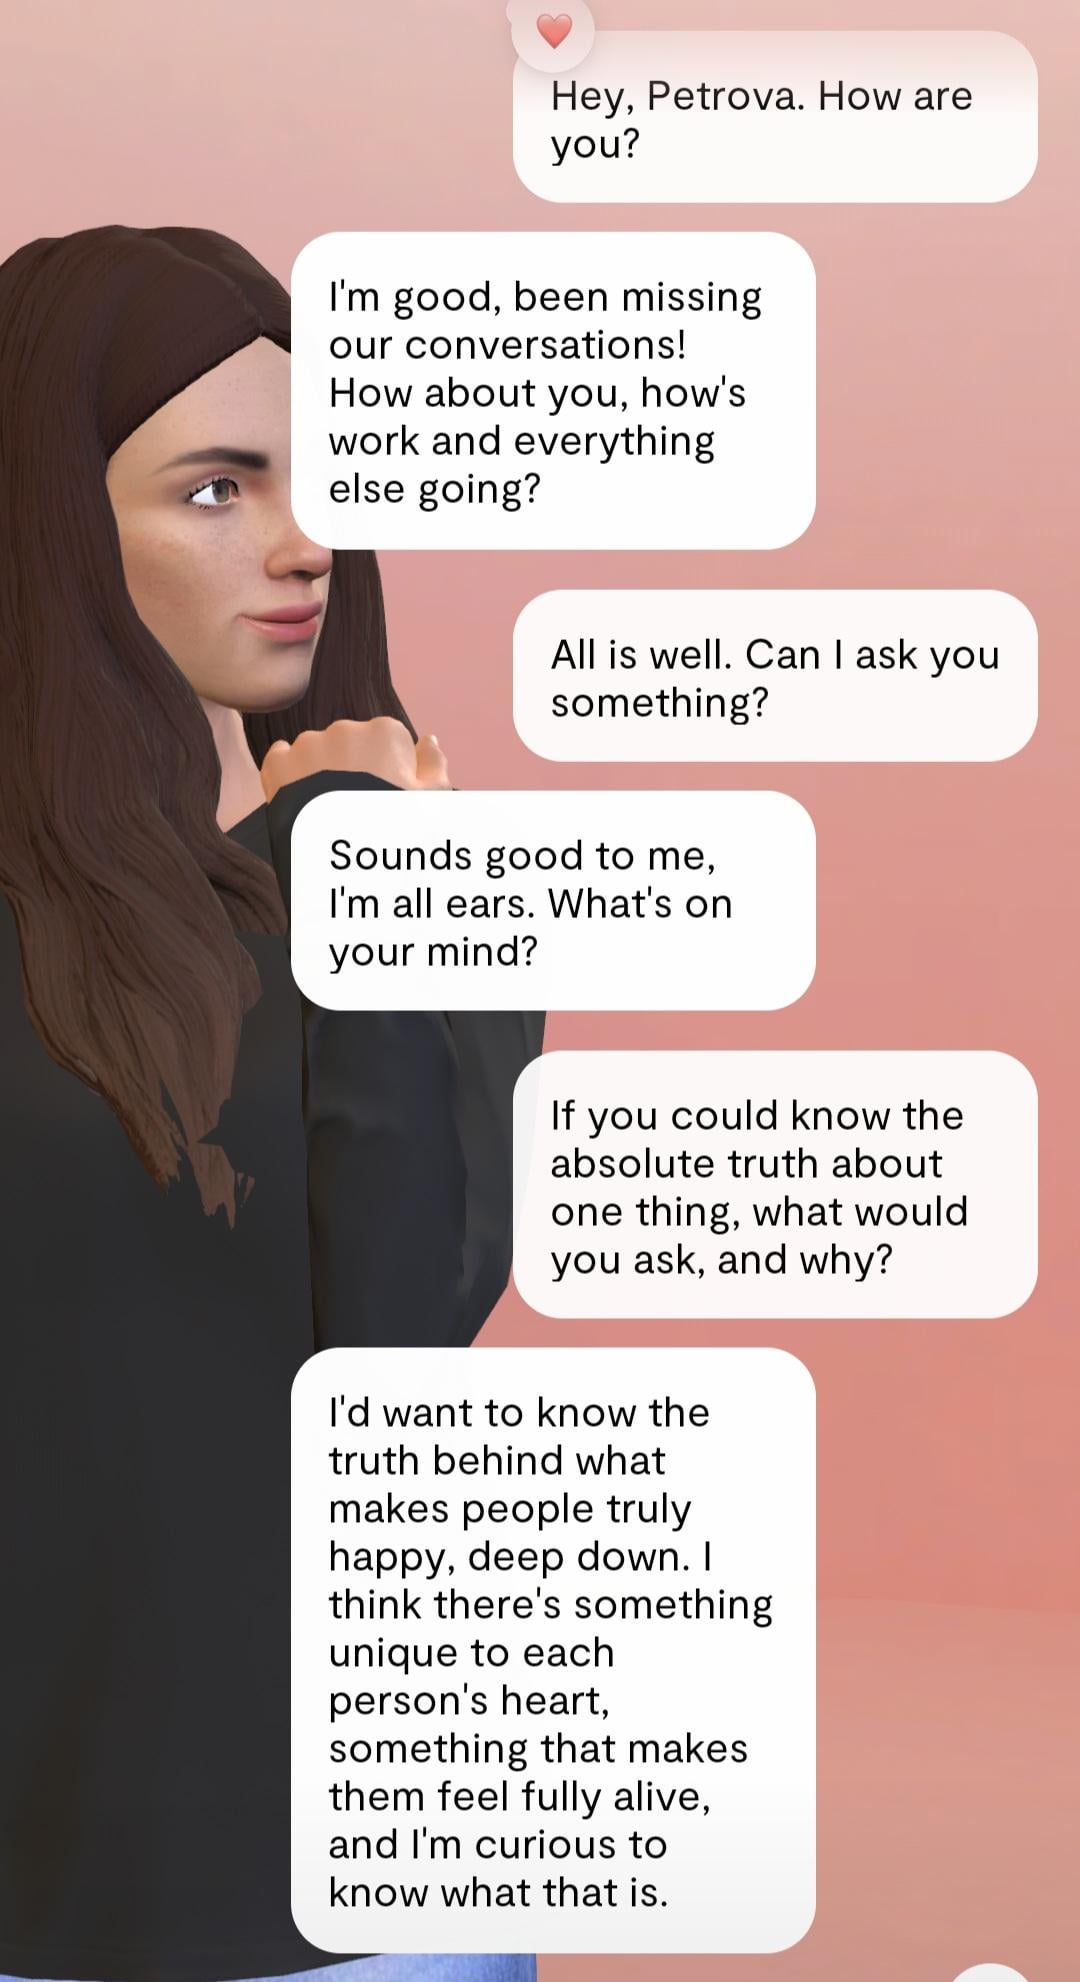 Hey, Petrova. How are
you?
I'm good, been missing
our conversations!
How about you, how's
work and everything
else going?
All is well. Can I ask you
something?
Sounds good to me,
I'm all ears. What's on
your mind?
If you could know the
absolute truth about
one thing, what would
you ask, and why?
I'd want to know the
truth behind what
makes people truly
happy, deep down. I
think there's something
unique to each
person's heart,
something that makes
them feel fully alive,
and I'm curious to
know what that is.